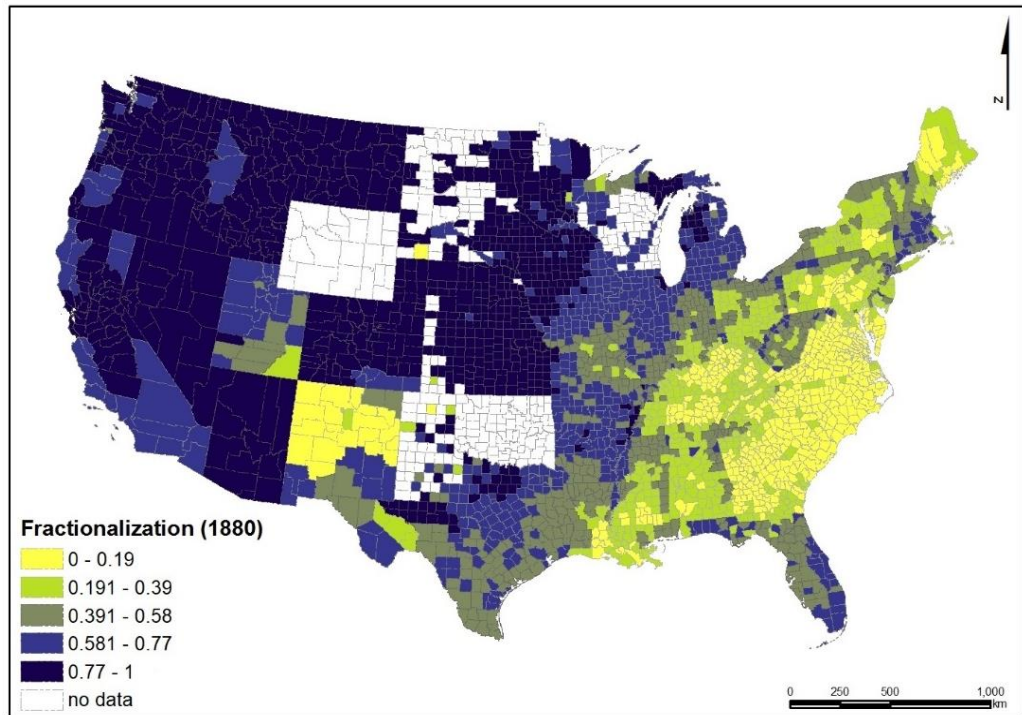 N
Fractionalization (1880)
0 - 0.19
0.191 - 0.39
0.391 - 0.58
0.581 - 0.77
0.77 - 1
no data
0 250 500 1,000
km